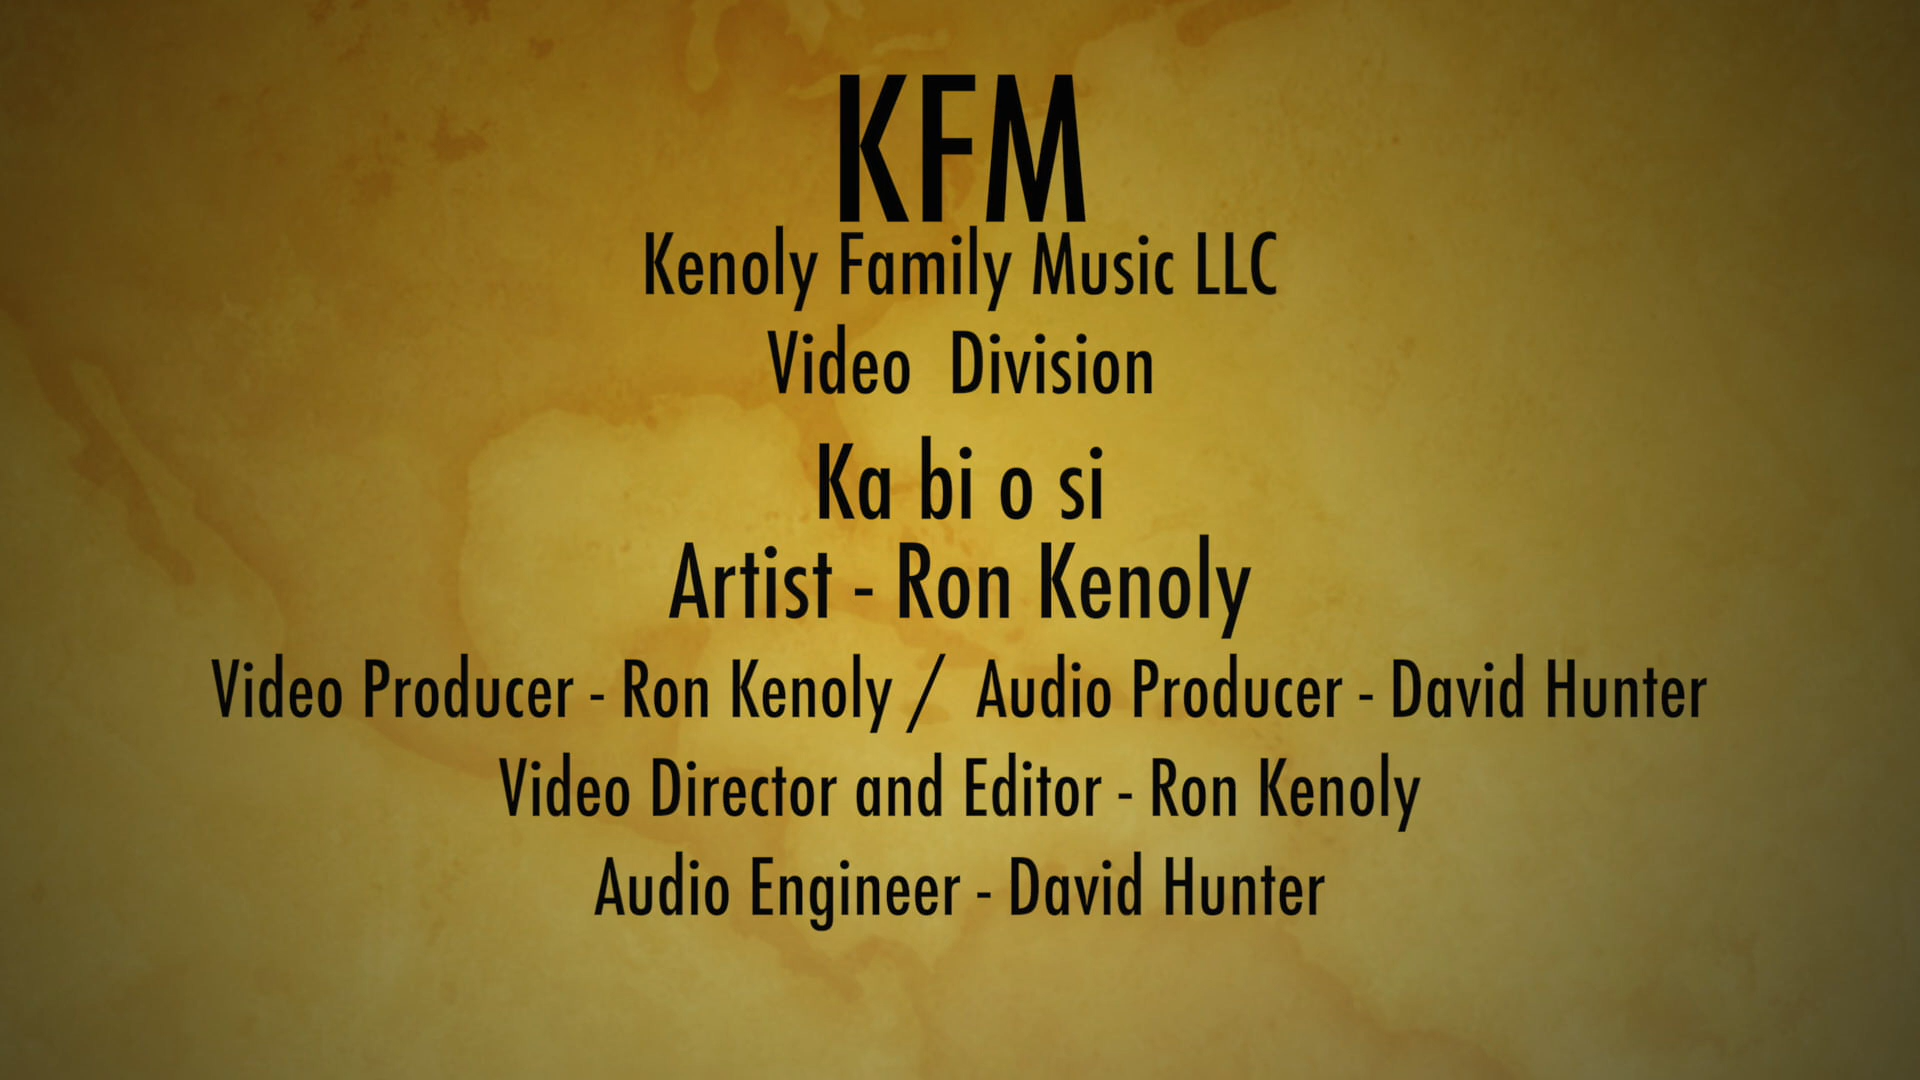 KFM
Kenoly Family Music LLC
Video Division
Ka bi o si
Artist - Ron Kenoly
Video Producer - Ron Kenoly / Audio Producer - David Hunter
Video Director and Editor - Ron Kenoly
Audio Engineer - David Hunter